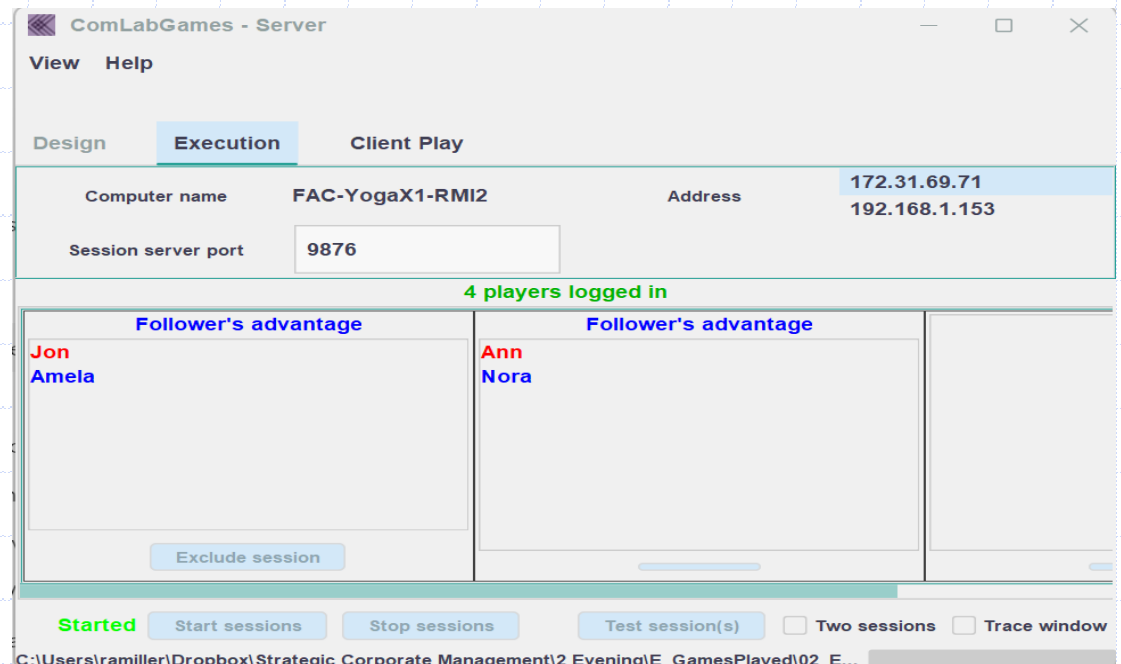 ComLabGames - Server
View Help
Design Execution Client Play
Computer name FAC-YogaX1-RMI2 Address 172.31.69.71
192.168.1.153
Session server port 9876
4 players logged in
Follower's advantage Follower's advantage
Jon Ann
Amela Nora
Exclude session
Started Start sessions Stop sessions Test session(s) Two sessions Trace window
C:\Users\ramiller\Dropbox\Strategic Corporate Management\2 Evening\E_GamesPlayed\02_E...